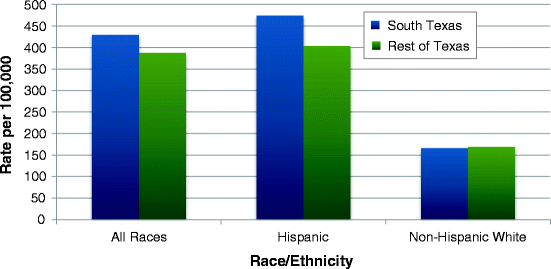 500
450
400
350
300
250
200
150
100
50
0
Rate per 100,000
South Texas
Rest of Texas
All Races
Hispanic
Non-Hispanic White
Race/Ethnicity